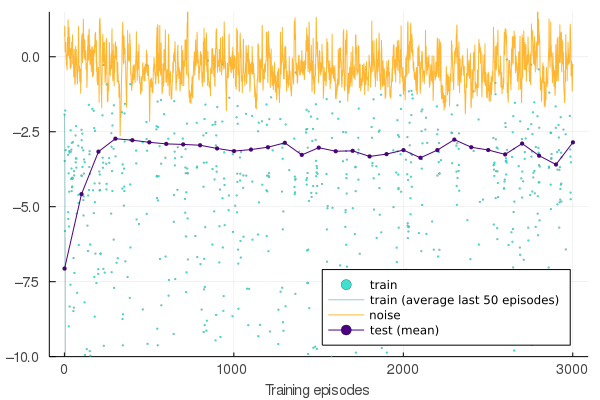 0.0
−2.5
−5.0
−7.5
−10.0
train
train (average last 50 episodes)
noise
test (mean)
0 1000 2000 3000
Training episodes